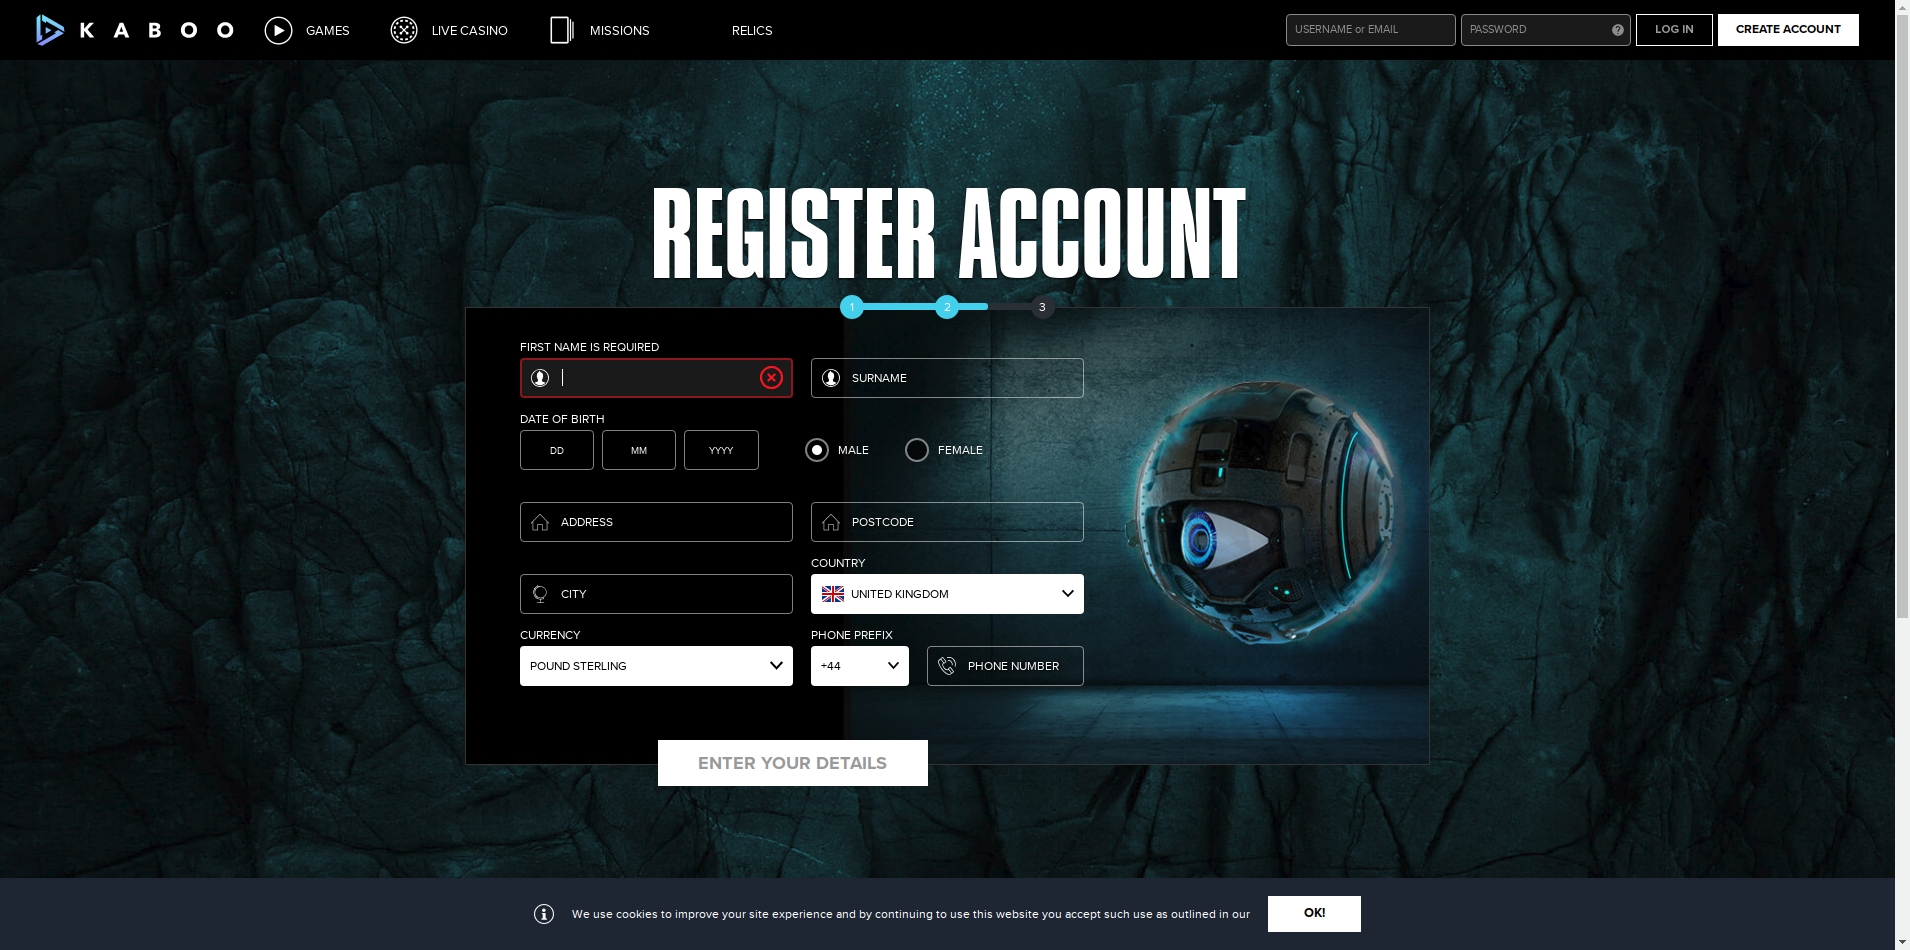 KABOO
GAMES
LIVE CASINO
MISSIONS
RELICS
USERNAME or EMAIL
PASSWORD
?
LOG IN
CREATE ACCOUNT
REGISTER ACCOUNT
1
2
3
FIRST NAME IS REQUIRED
SURNAME
DATE OF BIRTH
DD
MM
YYYY
MALE
FEMALE
ADDRESS
POSTCODE
COUNTRY
CITY
UNITED KINGDOM
CURRENCY
PHONE PREFIX
POUND STERLING
+44
PHONE NUMBER
ENTER YOUR DETAILS
We use cookies to improve your site experience and by continuing to use this website you accept such use as outlined in our
OK!